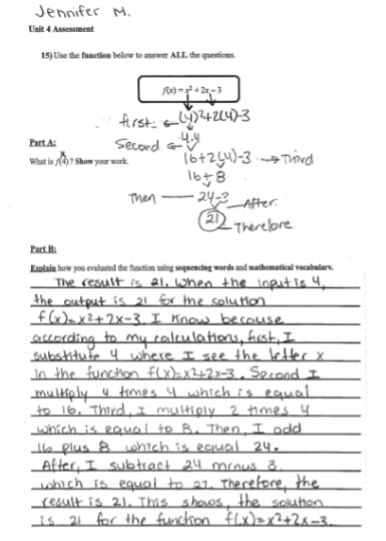 Jennifer M.
Unit 4 Assessment
15) Use the function below to answer ALL the questions.
f(x) = x² + 2x - 3
first: (4)²+2(4)-3
Part A: Second 4·4
What is f(4)? Show your work. 16+2(4)-3 → Third
x
16+8
Then 24-3 After
21 Therefore
Part B:
Explain how you evaluated the function using sequencing words and mathematical vocabulary.
The result is 21. When the input is 4,
the output is 21 for the solution
f(x)=x²+2x-3. I know because
according to my calculations, first, I
substitute 4 where I see the letter x
in the function f(x)=x²+2x-3. Second I
multiply 4 times 4 which is equal
to 16. Third, I multiply 2 times 4
which is equal to 8. Then, I add
16 plus 8 which is equal 24.
After, I subtract 24 minus 3
which is equal to 21. Therefore, the
result is 21. This shows, the solution
is 21 for the function f(x)=x²+2x-3.